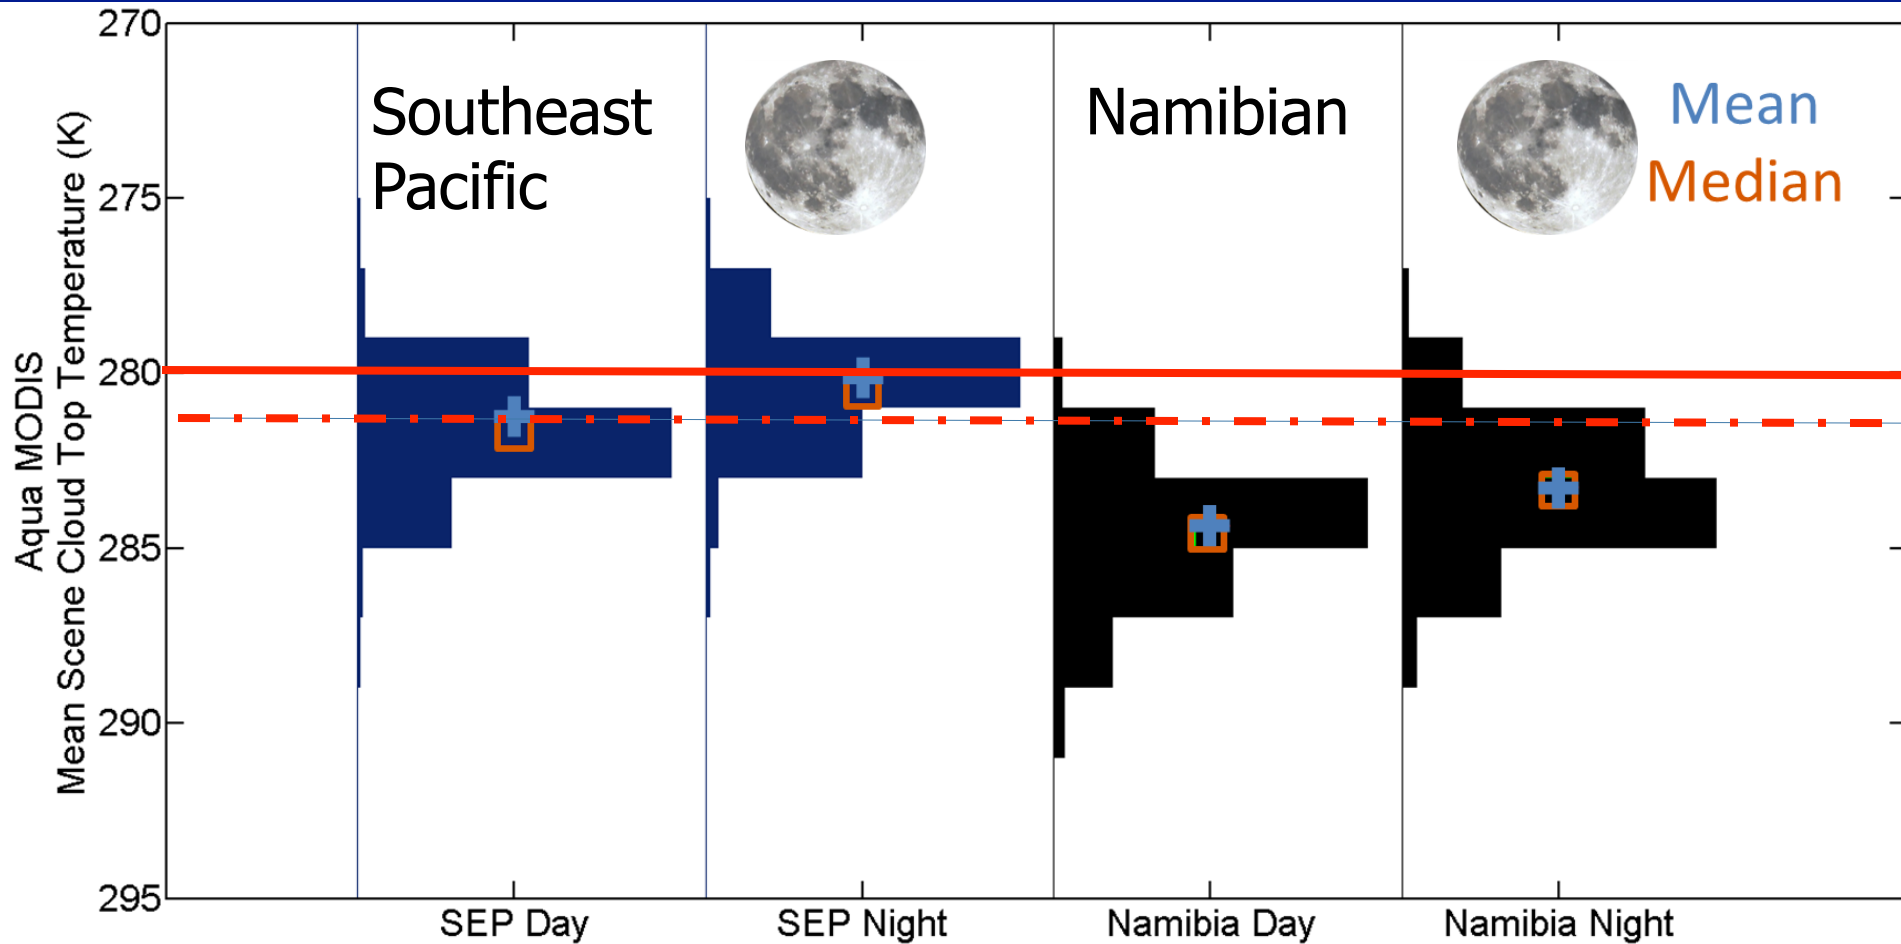 Aqua MODIS
Mean Scene Cloud Top Temperature (K)
270
275
280
285
290
295
Southeast
Pacific
Namibian
Mean
Median
SEP Day
SEP Night
Namibia Day
Namibia Night